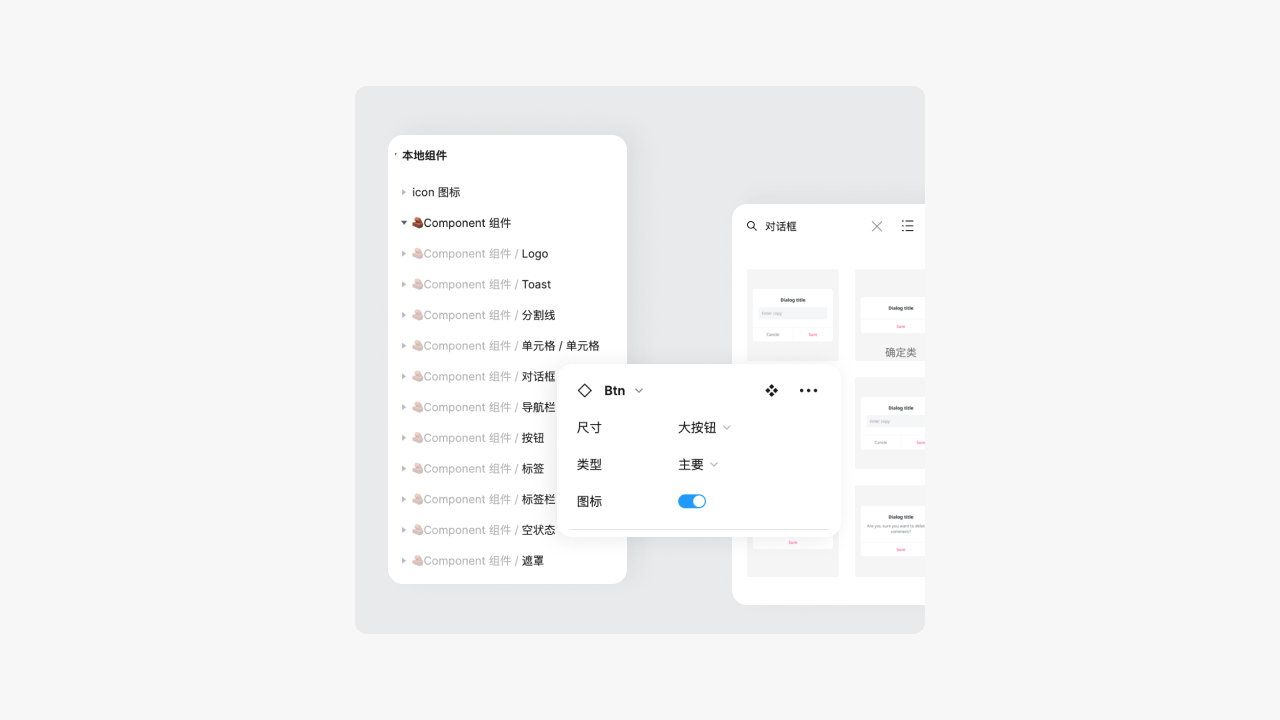 本地组件
icon 图标
Component 组件
Component 组件 / Logo
Component 组件 / Toast
Component 组件 / 分割线
Component 组件 / 单元格 / 单元格
Component 组件 / 对话框
Component 组件 / 导航栏
Component 组件 / 按钮
Component 组件 / 标签
Component 组件 / 标签栏
Component 组件 / 空状态
Component 组件 / 遮罩
Btn
尺寸 大按钮
类型 主要
图标
对话框
Dialog title
Enter copy
Cancle Sure
Dialog title
Sure
确定类
Dialog title
Enter copy
Cancle Sure
Sure
Dialog title
Are you sure you want to delete
comment?
Sure